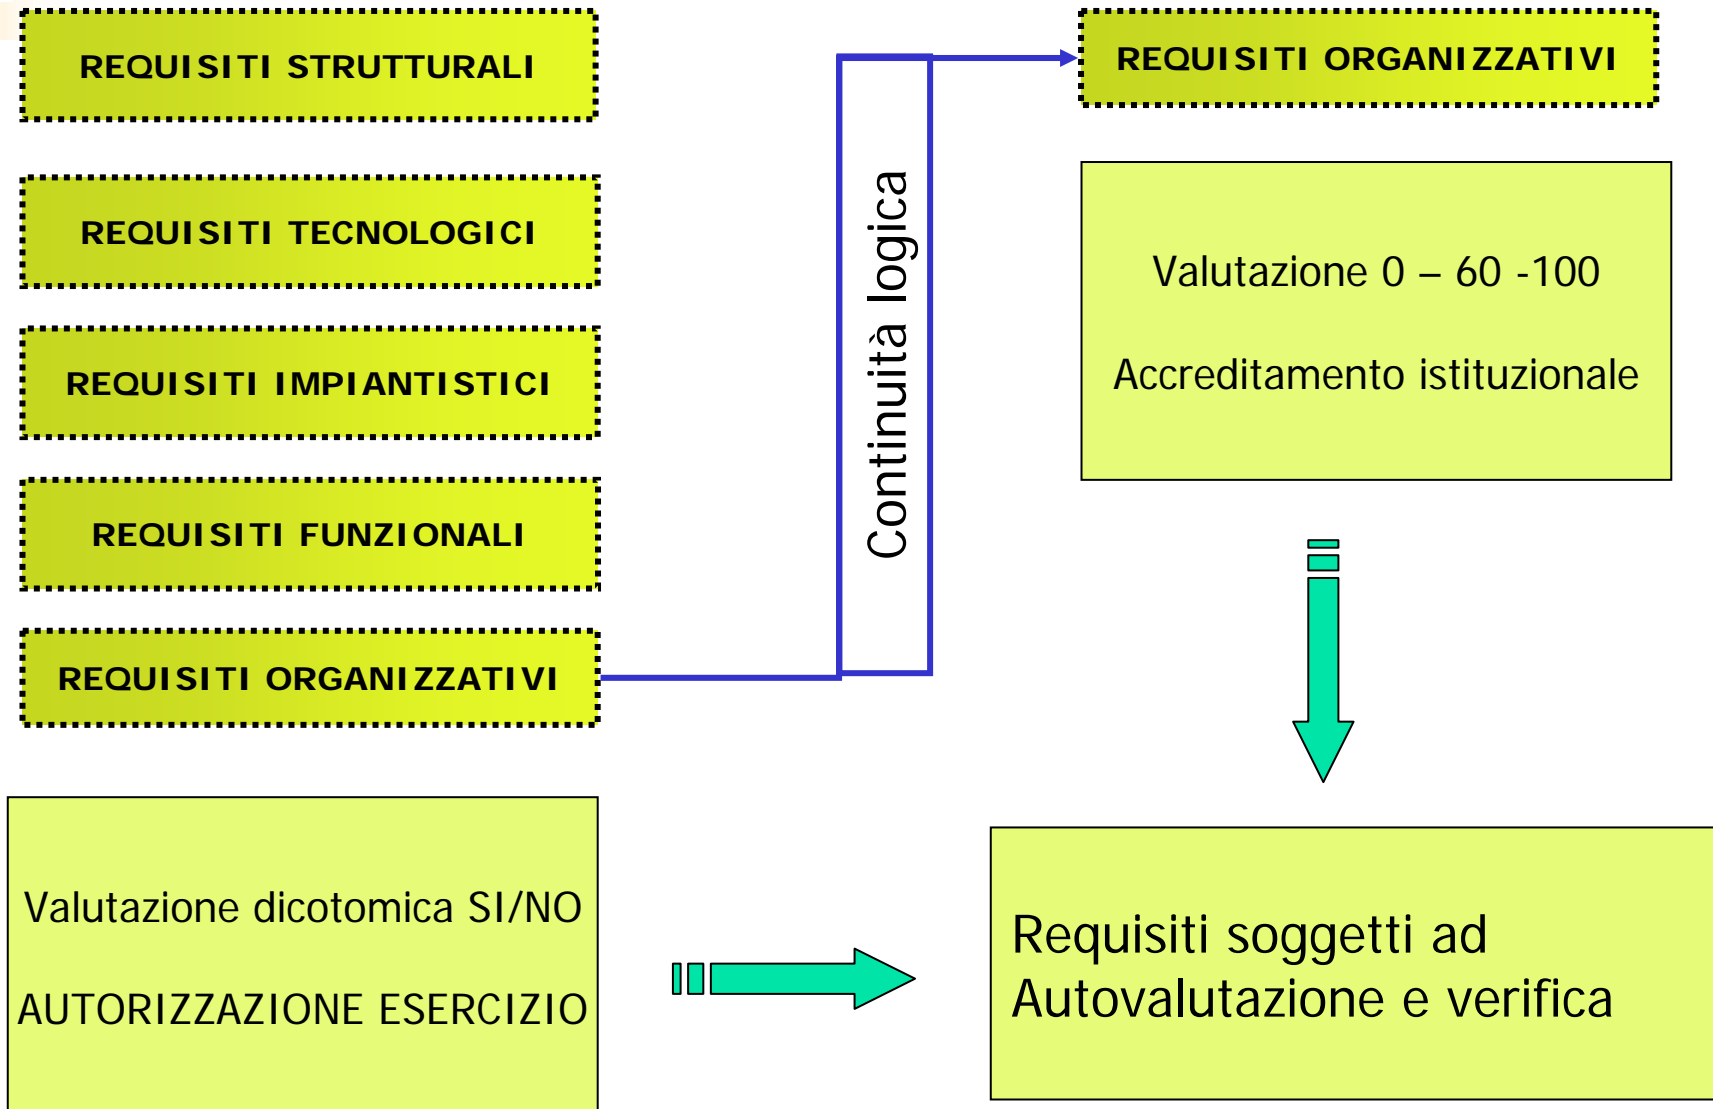 REQUISITI STRUTTURALI
REQUISITI TECNOLOGICI
REQUISITI IMPIANTISTICI
REQUISITI FUNZIONALI
REQUISITI ORGANIZZATIVI
Valutazione dicotomica SI/NO
AUTORIZZAZIONE ESERCIZIO
Continuità logica
REQUISITI ORGANIZZATIVI
Valutazione 0 – 60 -100
Accreditamento istituzionale
Requisiti soggetti ad
Autovalutazione e verifica